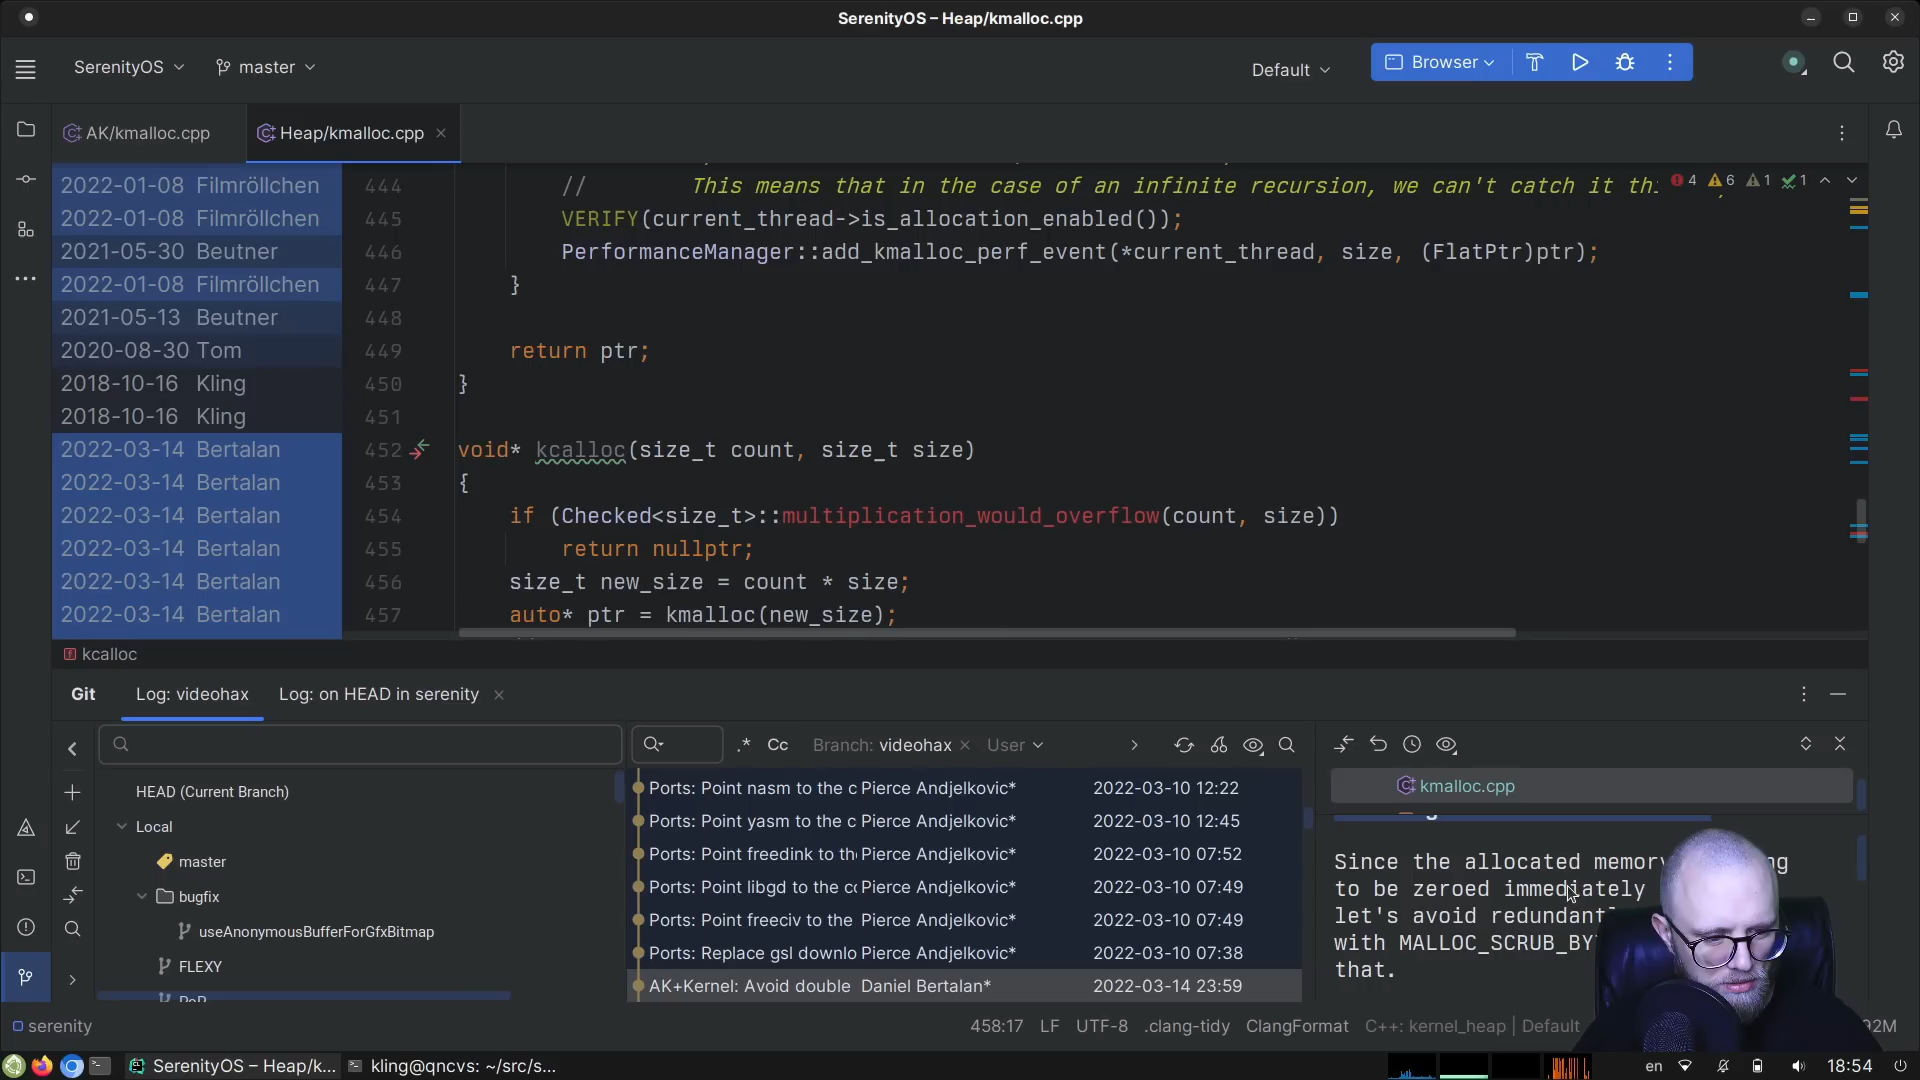 SerenityOS – Heap/kmalloc.cpp
SerenityOS
master
Default
Browser
AK/kmalloc.cpp
Heap/kmalloc.cpp
4 6 1 1
2022-01-08 Filmröllchen 444 // This means that in the case of an infinite recursion, we can't catch it
2022-01-08 Filmröllchen 445 VERIFY(current_thread->is_allocation_enabled());
2021-05-30 Beutner 446 PerformanceManager::add_kmalloc_perf_event(*current_thread, size, (FlatPtr)ptr);
2022-01-08 Filmröllchen 447 }
2021-05-13 Beutner 448
2020-08-30 Tom 449 return ptr;
2018-10-16 Kling 450 }
2018-10-16 Kling 451
2022-03-14 Bertalan 452 void* kcalloc(size_t count, size_t size)
2022-03-14 Bertalan 453 {
2022-03-14 Bertalan 454 if (Checked<size_t>::multiplication_would_overflow(count, size))
2022-03-14 Bertalan 455 return nullptr;
2022-03-14 Bertalan 456 size_t new_size = count * size;
2022-03-14 Bertalan 457 auto* ptr = kmalloc(new_size);
kcalloc
Git
Log: videohax
Log: on HEAD in serenity
.* Cc Branch: videohax User
HEAD (Current Branch)
Local
master
bugfix
useAnonymousBufferForGfxBitmap
FLEXY
Ports: Point nasm to the c Pierce Andjelkovic* 2022-03-10 12:22
Ports: Point yasm to the c Pierce Andjelkovic* 2022-03-10 12:45
Ports: Point freedink to th Pierce Andjelkovic* 2022-03-10 07:52
Ports: Point libgd to the c Pierce Andjelkovic* 2022-03-10 07:49
Ports: Point freeciv to the Pierce Andjelkovic* 2022-03-10 07:49
Ports: Replace gsl downlo Pierce Andjelkovic* 2022-03-10 07:38
AK+Kernel: Avoid double Daniel Bertalan* 2022-03-14 23:59
kmalloc.cpp
Since the allocated memory
to be zeroed immediately
let's avoid redundant
with MALLOC_SCRUB_BY
that.
serenity
458:17 LF UTF-8 .clang-tidy ClangFormat C++: kernel_heap | Default
92M
SerenityOS – Heap/k...
kling@qncvs: ~/src/s...
en
18:54